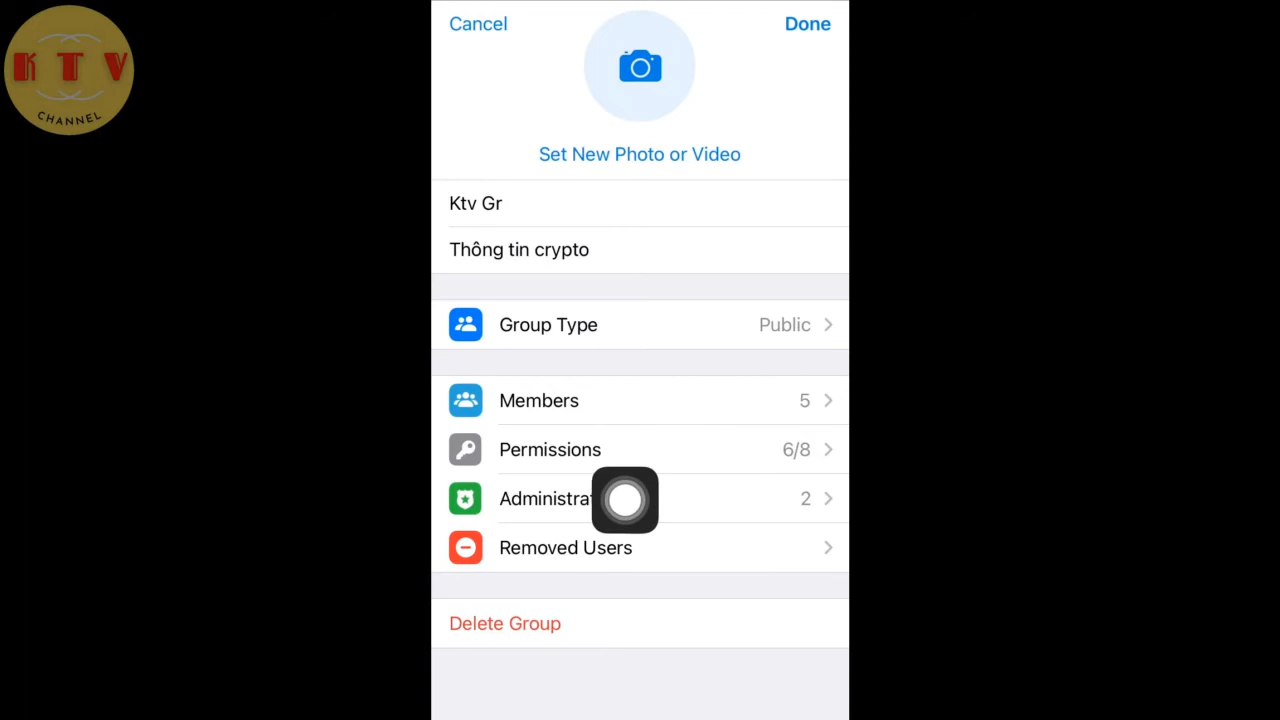 KTV
CHANNEL
Cancel
Done
Set New Photo or Video
Ktv Gr
Thông tin crypto
Group Type
Public
Members
5
Permissions
6/8
Administrat
2
Removed Users
Delete Group